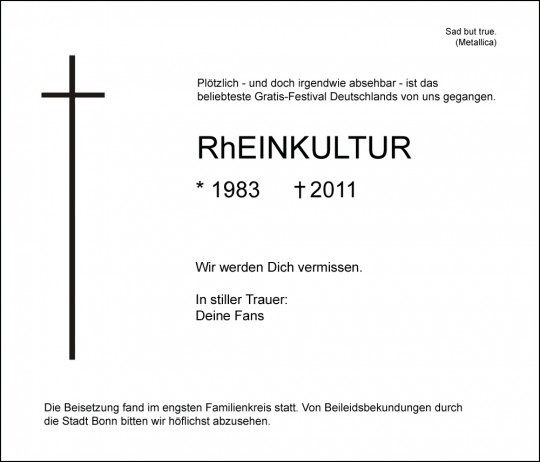 Sad but true.
(Metallica)
Plötzlich - und doch irgendwie absehbar - ist das
beliebteste Gratis-Festival Deutschlands von uns gegangen.
RhEINKULTUR
* 1983 † 2011
Wir werden Dich vermissen.
In stiller Trauer:
Deine Fans
Die Beisetzung fand im engsten Familienkreis statt. Von Beileidsbekundungen durch
die Stadt Bonn bitten wir höflichst abzusehen.